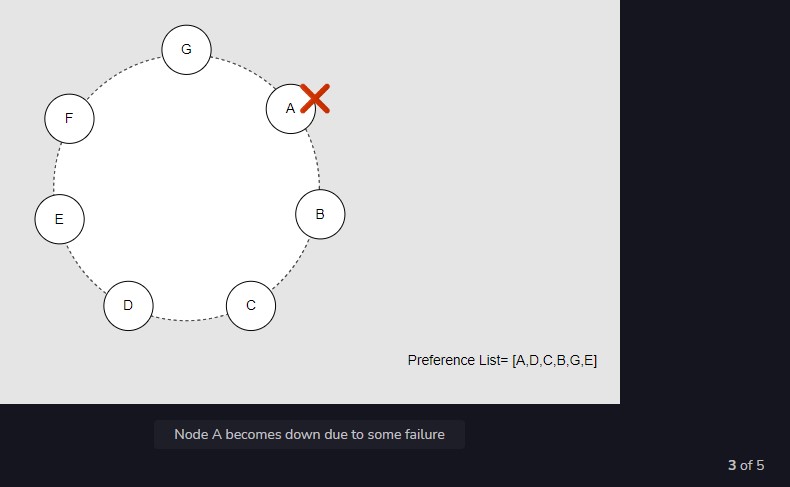 G
A
F
B
E
D
C
Preference List= [A,D,C,B,G,E]
Node A becomes down due to some failure
3 of 5